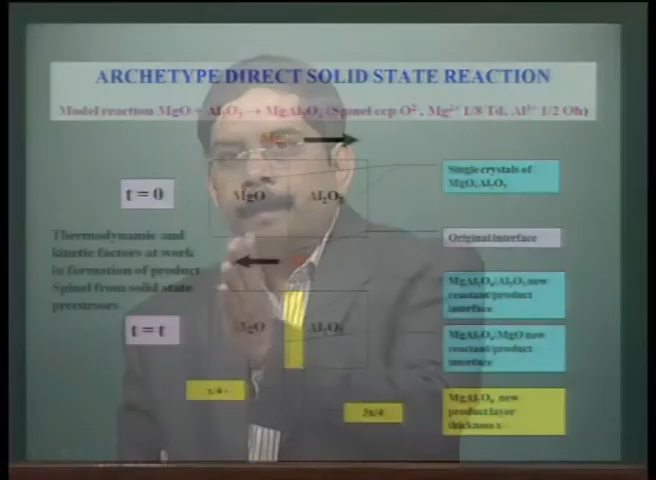 ARCHETYPE DIRECT SOLID STATE REACTION
Model reaction MgO + Al₂O₃ → MgAl₂O₄ (Spinel ccp O²⁻, Mg²⁺ 1/8 Td, Al³⁺ 1/2 Oh)
t = 0
MgO
Al₂O₃
Single crystals of
MgO, Al₂O₃
Original interface
Thermodynamic and
kinetic factors at work
in formation of product
Spinel from solid state
precursors
MgAl₂O₄/Al₂O₃ new
reactant/product
interface
t = t
MgO
Al₂O₃
MgAl₂O₄/MgO new
reactant/product
interface
x/4
3x/4
MgAl₂O₄ new
product layer
thickness x